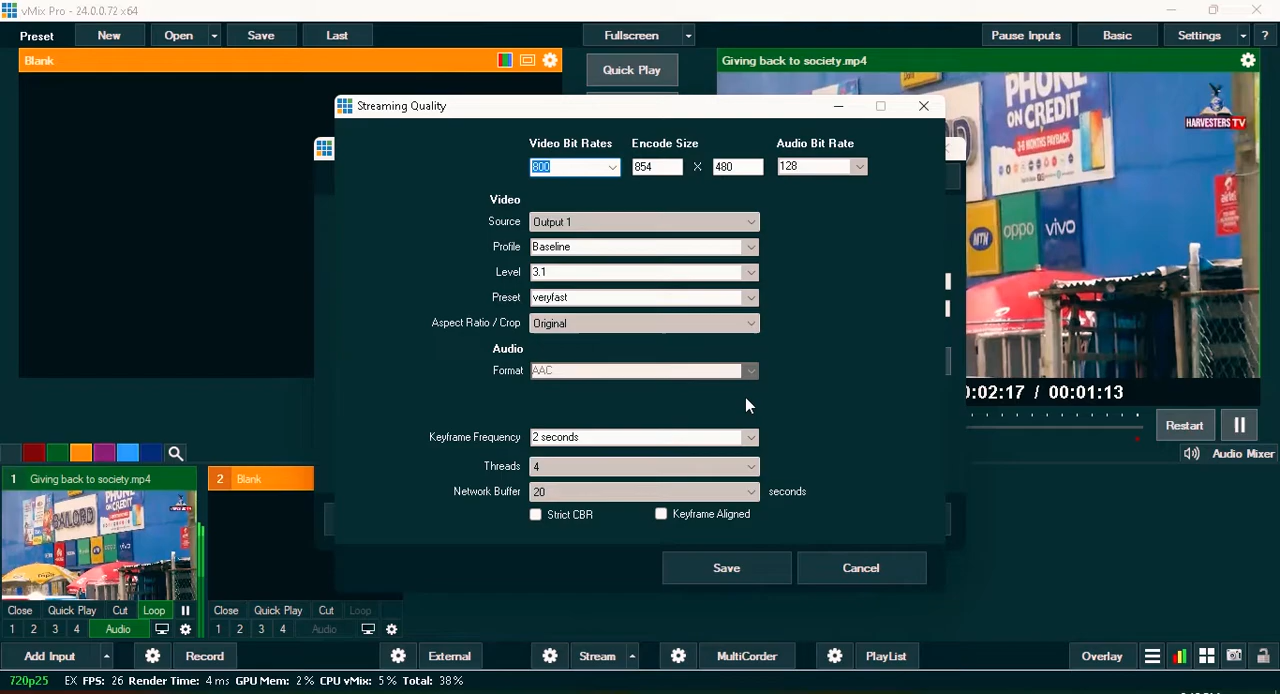 vMix Pro - 24.0.0.72 x64
Preset New Open Save Last Fullscreen Pause Inputs Basic Settings ?
Blank
Quick Play
Giving back to society.mp4
PHONE
ON CREDIT
3-9 MONTHS PAYBACK
HARVESTERS TV
airtel
MTN oppo vivo
Streaming Quality
Video Bit Rates Encode Size Audio Bit Rate
800 854 X 480 128
Video
Source Output 1
Profile Baseline
Level 3.1
Preset veryfast
Aspect Ratio / Crop Original
Audio
Format AAC
Keyframe Frequency 2 seconds
Threads 4
Network Buffer 20 seconds
Strict CBR Keyframe Aligned
Save Cancel
0:02:17 / 00:01:13
Restart
Audio Mixer
1 Giving back to society.mp4
2 Blank
Close Quick Play Cut Loop
1 2 3 4 Audio
Close Quick Play Cut Loop
1 2 3 4 Audio
Add Input Record External Stream MultiCorder PlayList Overlay
720p25 EX FPS: 26 Render Time: 4 ms GPU Mem: 2 % CPU vMix: 5 % Total: 38 %